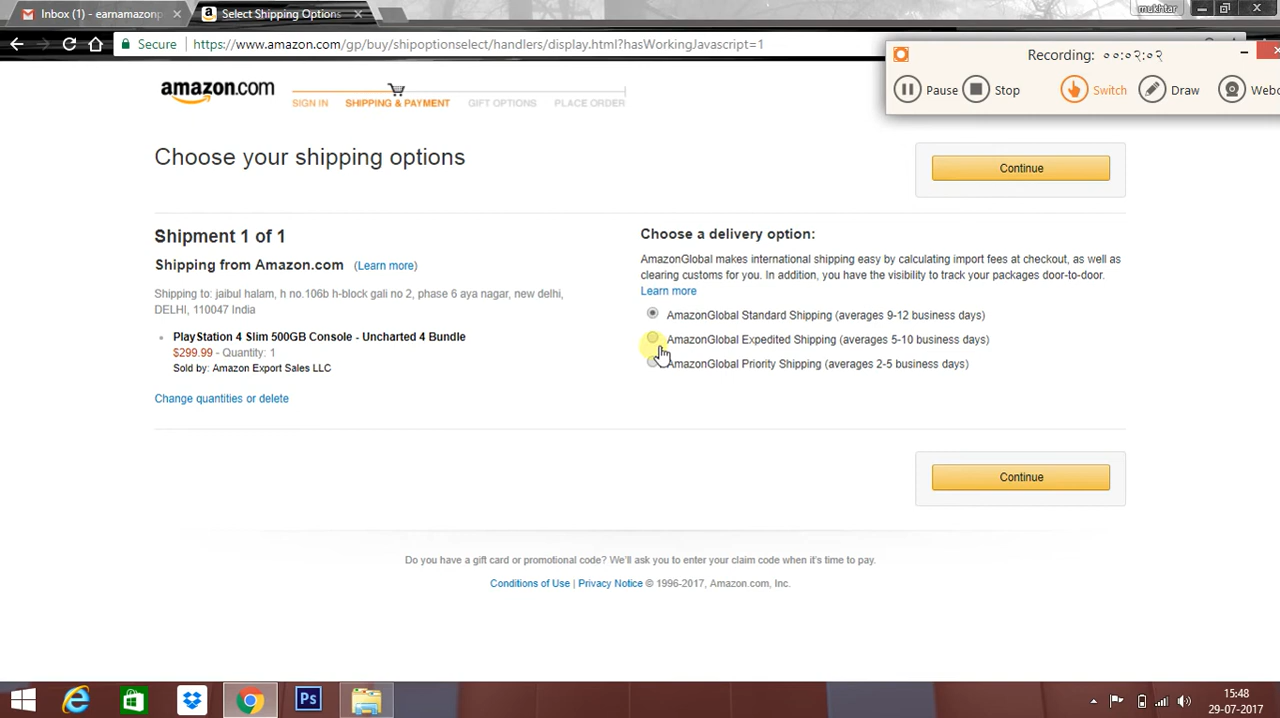 Inbox (1) - earnamazonp
Select Shipping Options
mukhtar
Secure
https://www.amazon.com/gp/buy/shipoptionselect/handlers/display.html?hasWorkingJavascript=1
Recording: ००:०२:०२
Pause
Stop
Switch
Draw
Webc
amazon.com
SIGN IN
SHIPPING & PAYMENT
GIFT OPTIONS
PLACE ORDER
Choose your shipping options
Continue
Shipment 1 of 1
Shipping from Amazon.com (Learn more)
Shipping to: jaibul halam, h no.106b h-block gali no 2, phase 6 aya nagar, new delhi,
DELHI, 110047 India
PlayStation 4 Slim 500GB Console - Uncharted 4 Bundle
$299.99 - Quantity: 1
Sold by: Amazon Export Sales LLC
Change quantities or delete
Choose a delivery option:
AmazonGlobal makes international shipping easy by calculating import fees at checkout, as well as
clearing customs for you. In addition, you have the visibility to track your packages door-to-door.
Learn more
AmazonGlobal Standard Shipping (averages 9-12 business days)
AmazonGlobal Expedited Shipping (averages 5-10 business days)
AmazonGlobal Priority Shipping (averages 2-5 business days)
Continue
Do you have a gift card or promotional code? We'll ask you to enter your claim code when it's time to pay.
Conditions of Use | Privacy Notice © 1996-2017, Amazon.com, Inc.
Ps
15:48
29-07-2017